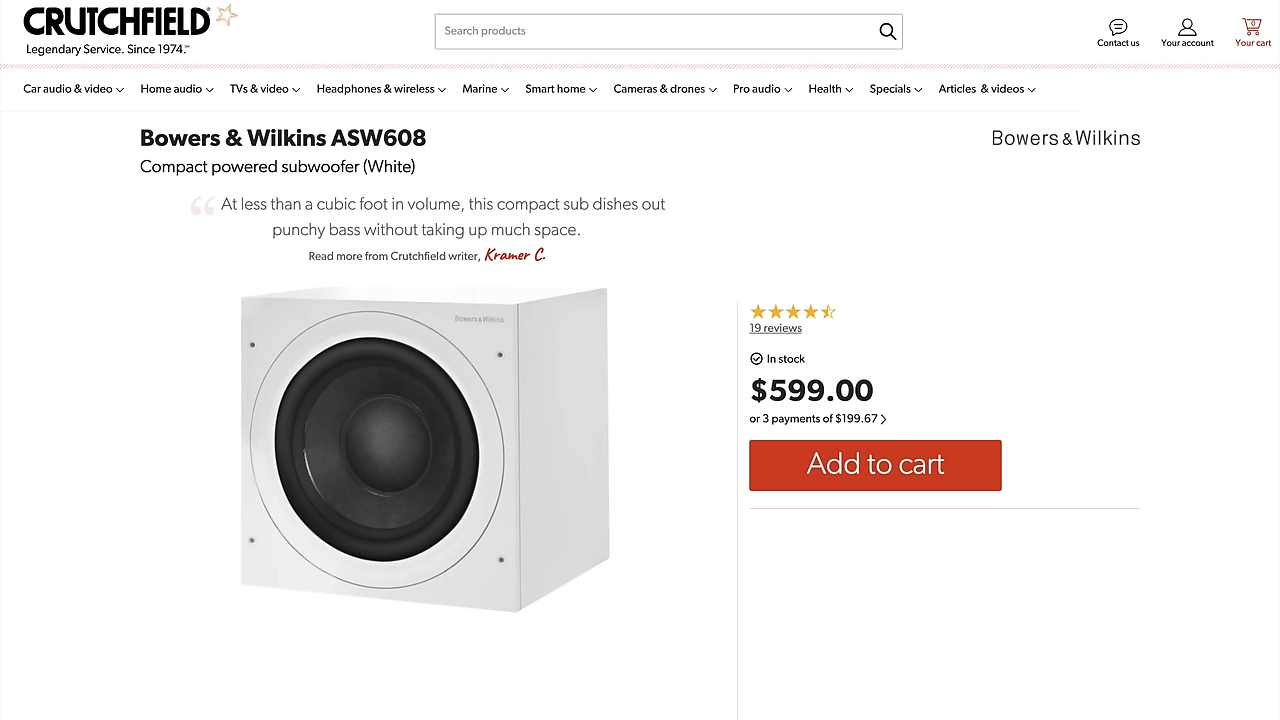 CRUTCHFIELD®
Legendary Service. Since 1974.℠
Search products
Contact us
Your account
0
Your cart
Car audio & video
Home audio
TVs & video
Headphones & wireless
Marine
Smart home
Cameras & drones
Pro audio
Health
Specials
Articles & videos
Bowers & Wilkins ASW608
Bowers & Wilkins
Compact powered subwoofer (White)
“ At less than a cubic foot in volume, this compact sub dishes out
punchy bass without taking up much space.
Read more from Crutchfield writer, Kramer C.
Bowers & Wilkins
19 reviews
In stock
$599.00
or 3 payments of $199.67
Add to cart